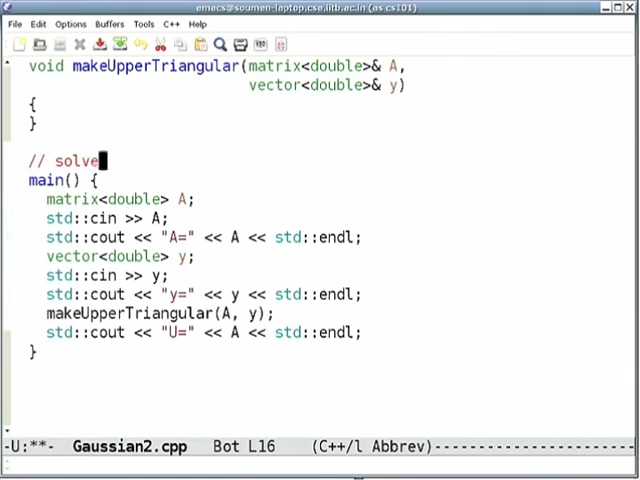 emacs@soumen-laptop.cse.iitb.ac.in (as cs101)
File Edit Options Buffers Tools C++ Help
void makeUpperTriangular(matrix<double>& A,
vector<double>& y)
{
}
// solve
main() {
matrix<double> A;
std::cin >> A;
std::cout << "A=" << A << std::endl;
vector<double> y;
std::cin >> y;
std::cout << "y=" << y << std::endl;
makeUpperTriangular(A, y);
std::cout << "U=" << A << std::endl;
}
-U:**- Gaussian2.cpp Bot L16 (C++/l Abbrev)----------------------